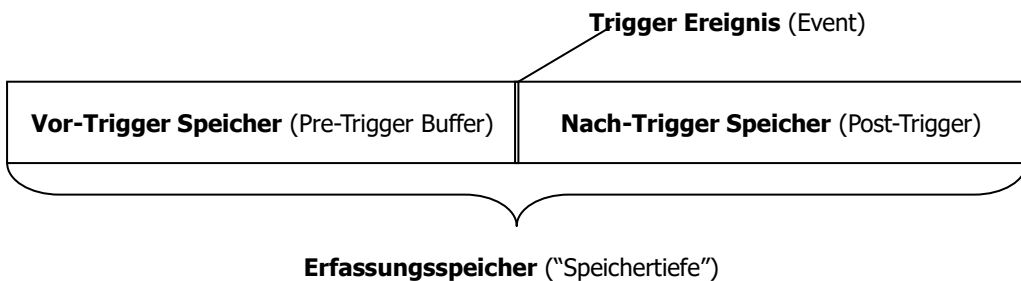 Trigger Ereignis (Event)
Vor-Trigger Speicher (Pre-Trigger Buffer)
Nach-Trigger Speicher (Post-Trigger)
Erfassungsspeicher (“Speichertiefe”)